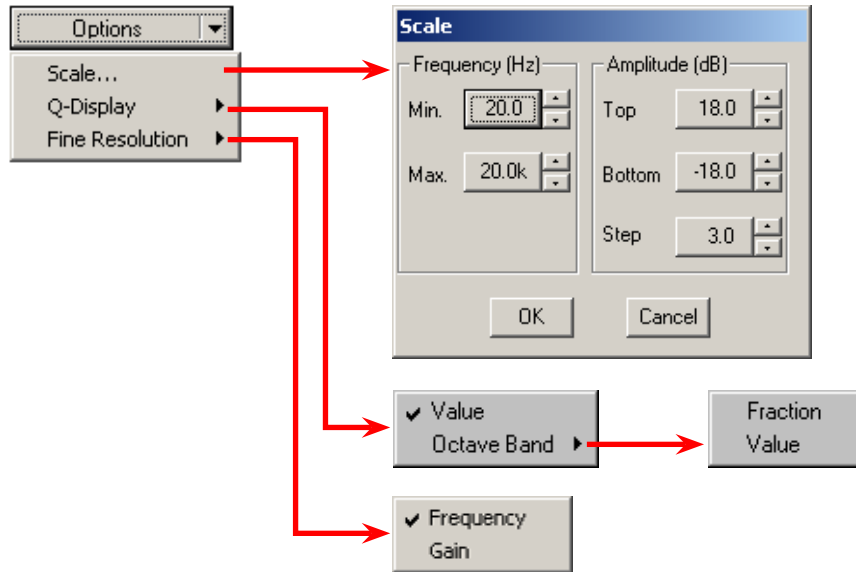 Options
Scale...
Q-Display
Fine Resolution
Scale
Frequency (Hz)
Min. 20.0
Max. 20.0k
Amplitude (dB)
Top 18.0
Bottom -18.0
Step 3.0
OK Cancel
Value
Octave Band
Fraction
Value
Frequency
Gain